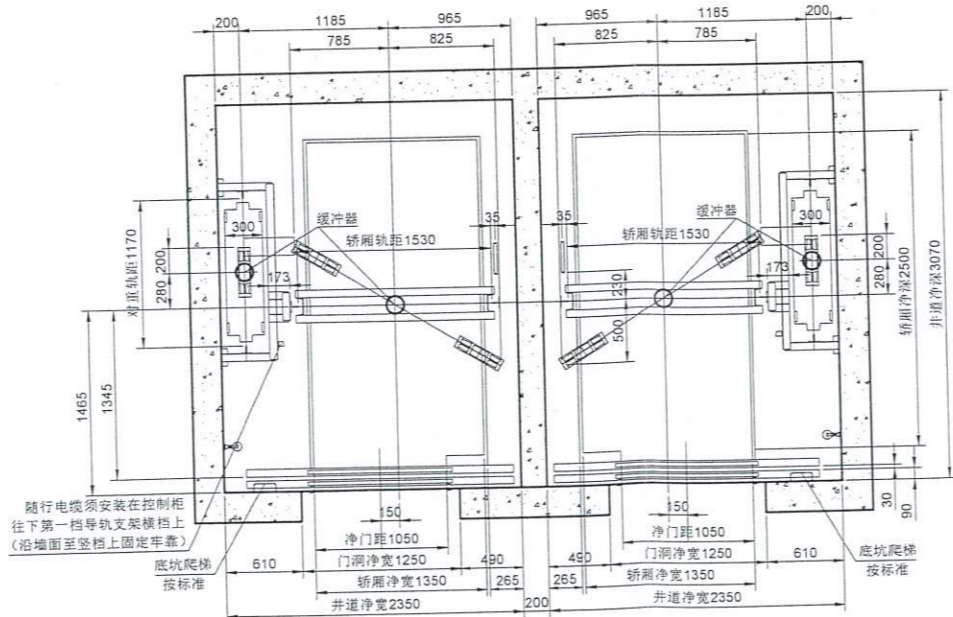 200 1185 965 965 1185 200
785 825 825 785
缓冲器
缓冲器
35
35
300
300
轿厢轨距1530
轿厢轨距1530
对重轨距1170
200
280
173
230
500
173
200
280
轿厢净深2500
井道净深3070
1465
1345
随行电缆须安装在控制柜
往下第一档导轨支架横档上
（沿墙面至竖档上固定牢靠）
底坑爬梯
按标准
底坑爬梯
按标准
30
90
150
150
净门距1050
净门距1050
610 门洞净宽1250 490 490 门洞净宽1250 610
轿厢净宽1350 265 265 轿厢净宽1350
井道净宽2350 200 井道净宽2350